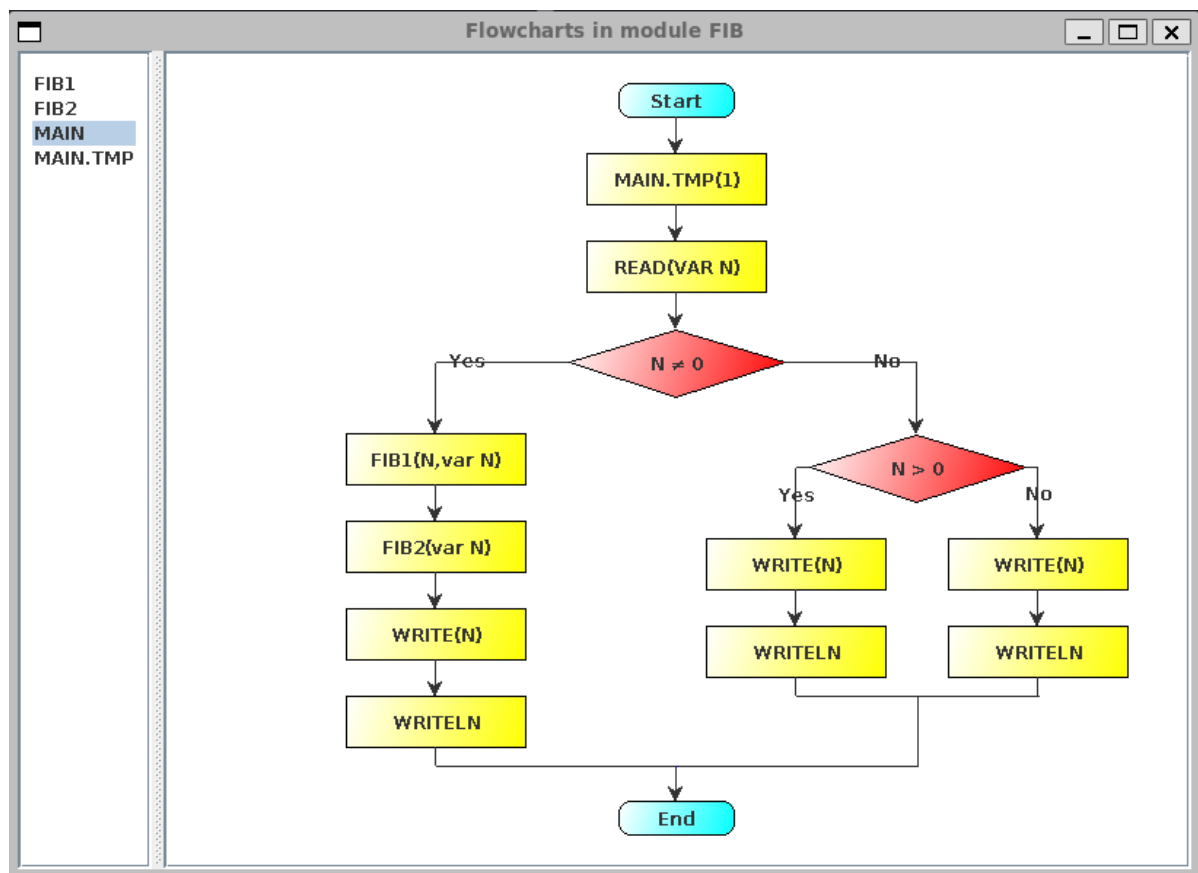 Flowcharts in module FIB
FIB1
FIB2
MAIN
MAIN.TMP
Start
MAIN.TMP(1)
READ(VAR N)
N ≠ 0
Yes
No
FIB1(N,var N)
FIB2(var N)
WRITE(N)
WRITELN
N > 0
Yes
No
WRITE(N)
WRITELN
WRITE(N)
WRITELN
End